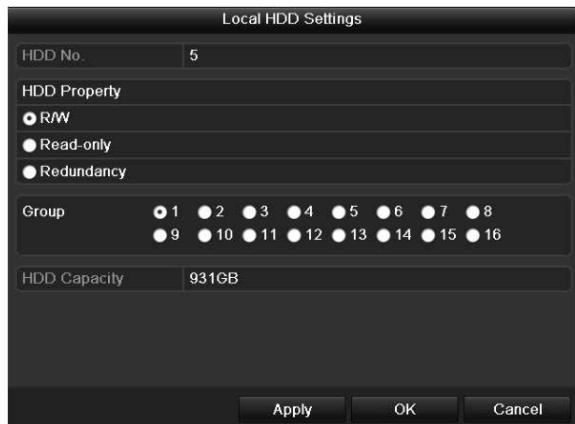 Local HDD Settings
HDD No. 5
HDD Property
R/W
Read-only
Redundancy
Group 1 2 3 4 5 6 7 8
9 10 11 12 13 14 15 16
HDD Capacity 931GB
Apply OK Cancel